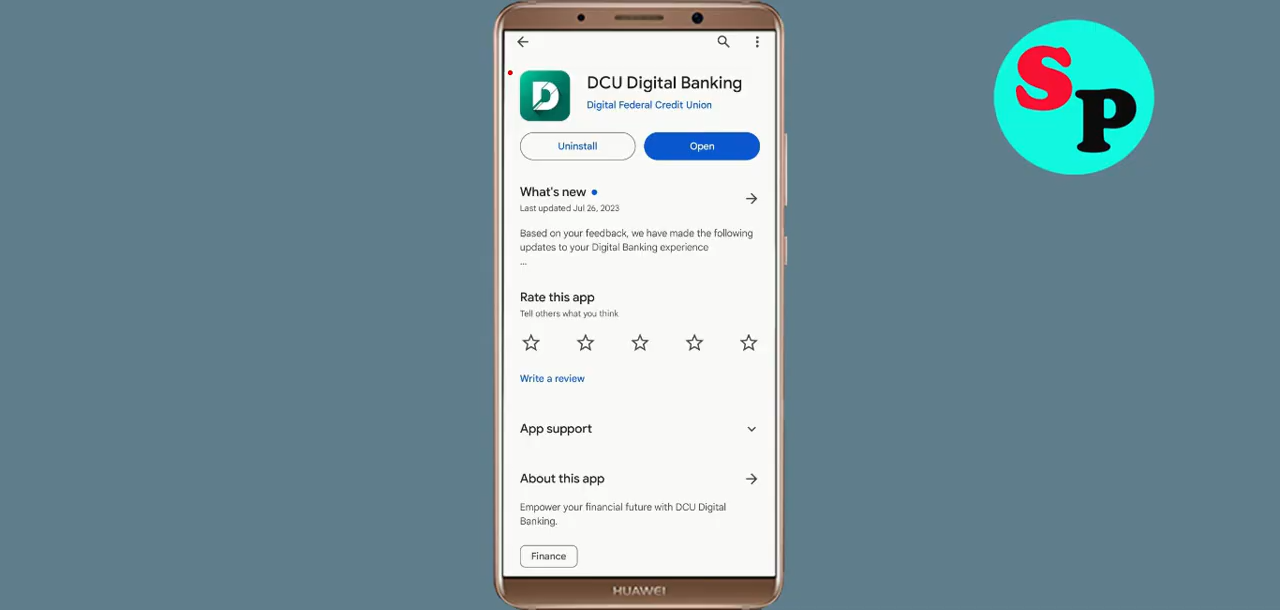 DCU Digital Banking
Digital Federal Credit Union
Uninstall
Open
What's new
Last updated Jul 26, 2023
Based on your feedback, we have made the following
updates to your Digital Banking experience
...
Rate this app
Tell others what you think
Write a review
App support
About this app
Empower your financial future with DCU Digital
Banking.
Finance
HUAWEI
SP